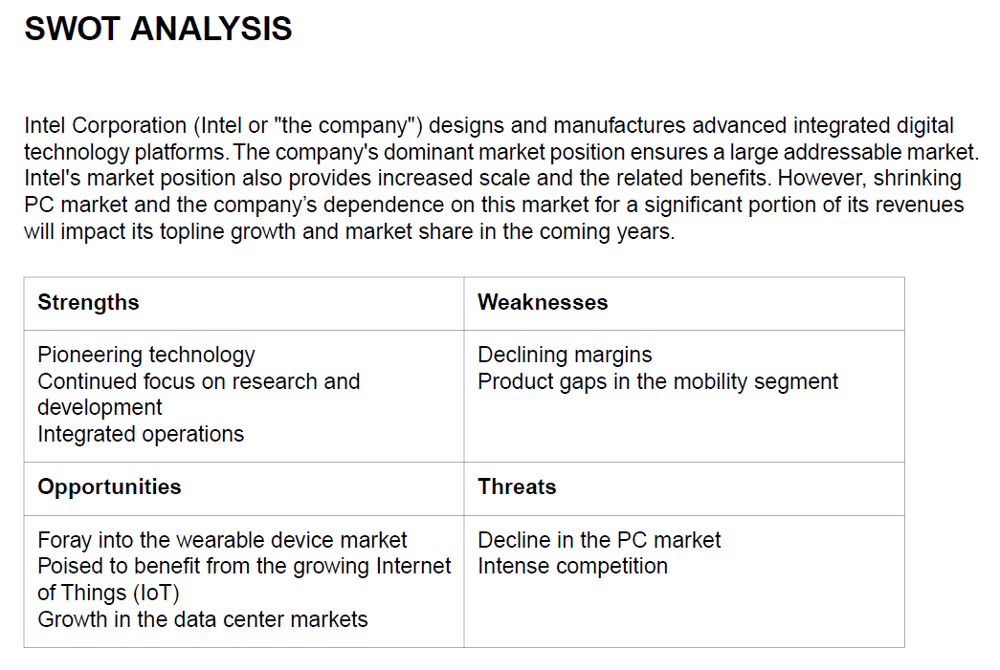 SWOT ANALYSIS
Intel Corporation (Intel or "the company") designs and manufactures advanced integrated digital
technology platforms. The company's dominant market position ensures a large addressable market.
Intel's market position also provides increased scale and the related benefits. However, shrinking
PC market and the company’s dependence on this market for a significant portion of its revenues
will impact its topline growth and market share in the coming years.
Strengths
Weaknesses
Pioneering technology
Continued focus on research and
development
Integrated operations
Declining margins
Product gaps in the mobility segment
Opportunities
Threats
Foray into the wearable device market
Poised to benefit from the growing Internet
of Things (IoT)
Growth in the data center markets
Decline in the PC market
Intense competition